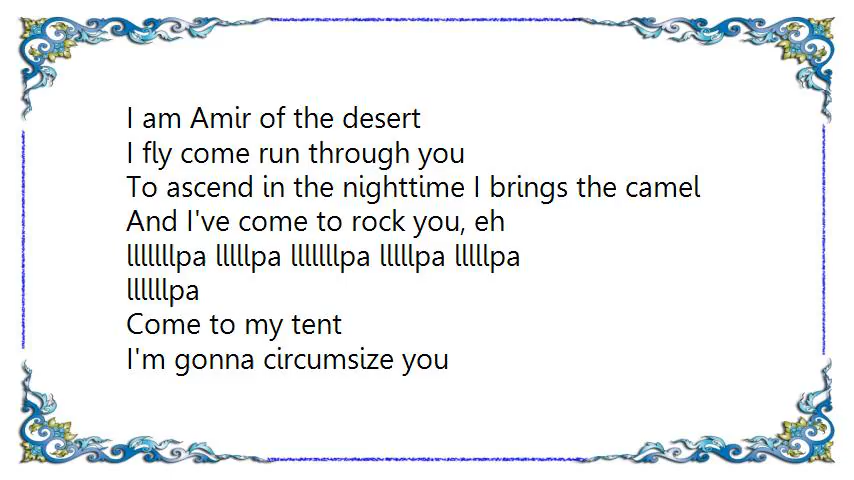 I am Amir of the desert
I fly come run through you
To ascend in the nighttime I brings the camel
And I've come to rock you, eh
lllllllpa lllllpa lllllllpa lllllpa lllllpa
llllllpa
Come to my tent
I'm gonna circumsize you